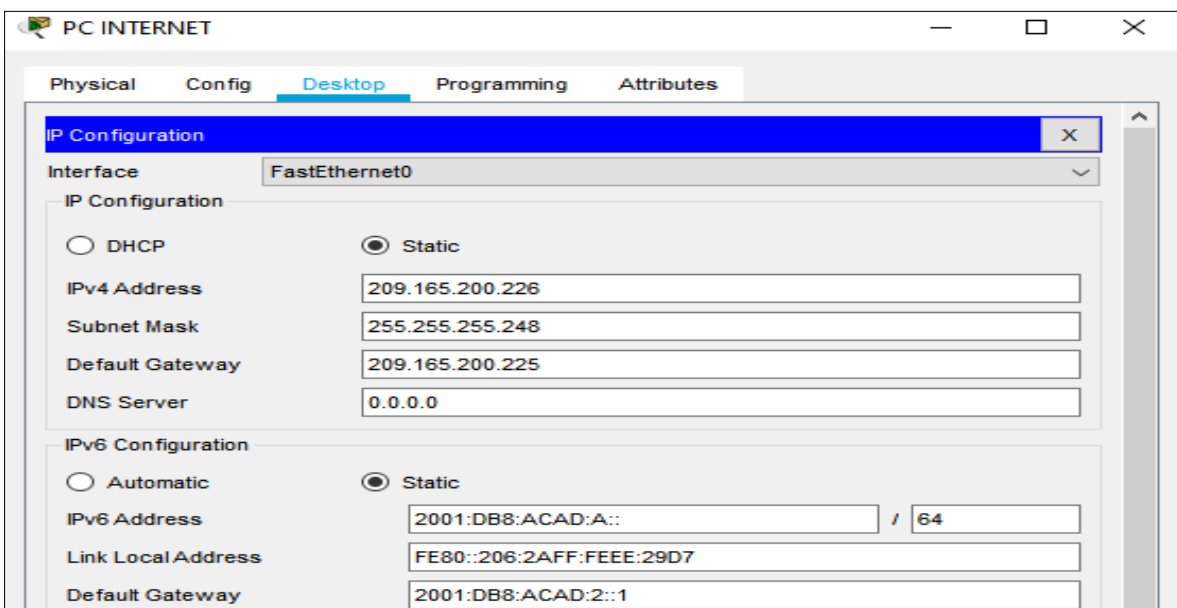 PC INTERNET
Physical Config Desktop Programming Attributes
IP Configuration X
Interface FastEthernet0
IP Configuration
DHCP Static
IPv4 Address 209.165.200.226
Subnet Mask 255.255.255.248
Default Gateway 209.165.200.225
DNS Server 0.0.0.0
IPv6 Configuration
Automatic Static
IPv6 Address 2001:DB8:ACAD:A:: / 64
Link Local Address FE80::206:2AFF:FEEE:29D7
Default Gateway 2001:DB8:ACAD:2::1